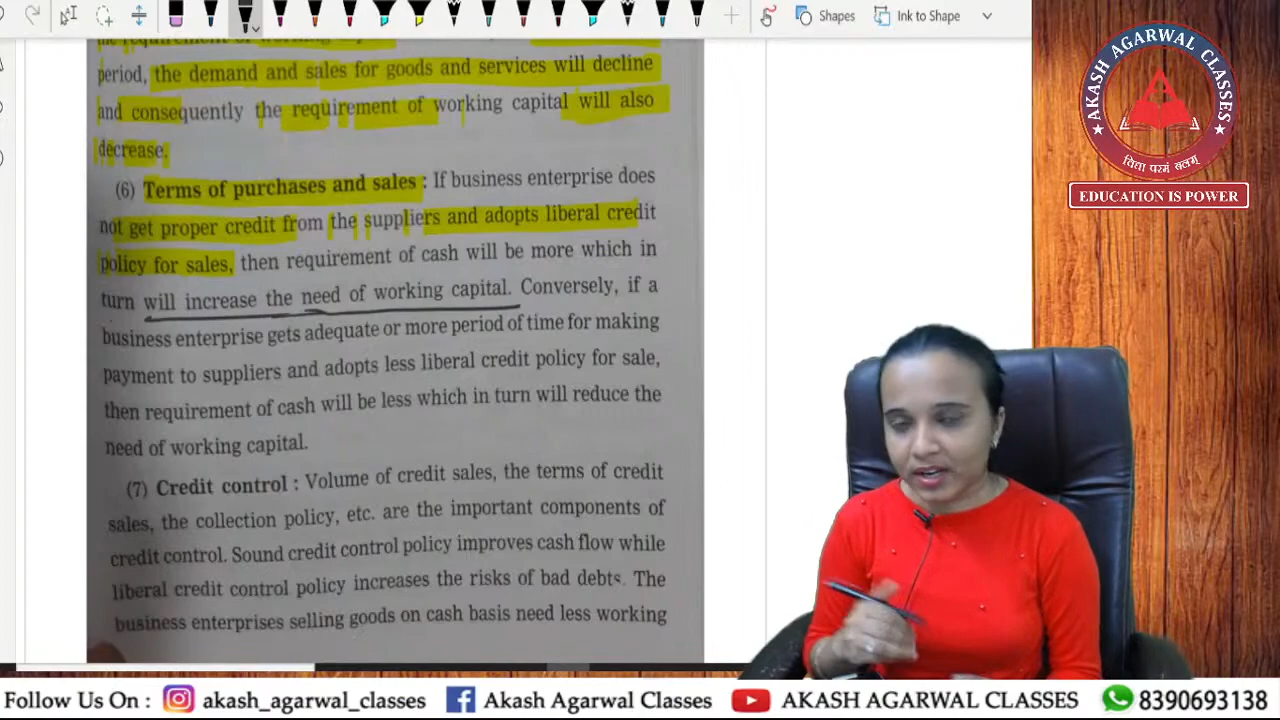 Shapes
Ink to Shape
the requirement of working
period, the demand and sales for goods and services will decline
and consequently the requirement of working capital will also
decrease.
(6) Terms of purchases and sales : If business enterprise does
not get proper credit from the suppliers and adopts liberal credit
policy for sales, then requirement of cash will be more which in
turn will increase the need of working capital. Conversely, if a
business enterprise gets adequate or more period of time for making
payment to suppliers and adopts less liberal credit policy for sale,
then requirement of cash will be less which in turn will reduce the
need of working capital.
(7) Credit control : Volume of credit sales, the terms of credit
sales, the collection policy, etc. are the important components of
credit control. Sound credit control policy improves cash flow while
liberal credit control policy increases the risks of bad debts. The
business enterprises selling goods on cash basis need less working
AKASH AGARWAL CLASSES
विद्या परमं बलम्
EDUCATION IS POWER
Follow Us On : akash_agarwal_classes Akash Agarwal Classes AKASH AGARWAL CLASSES 8390693138